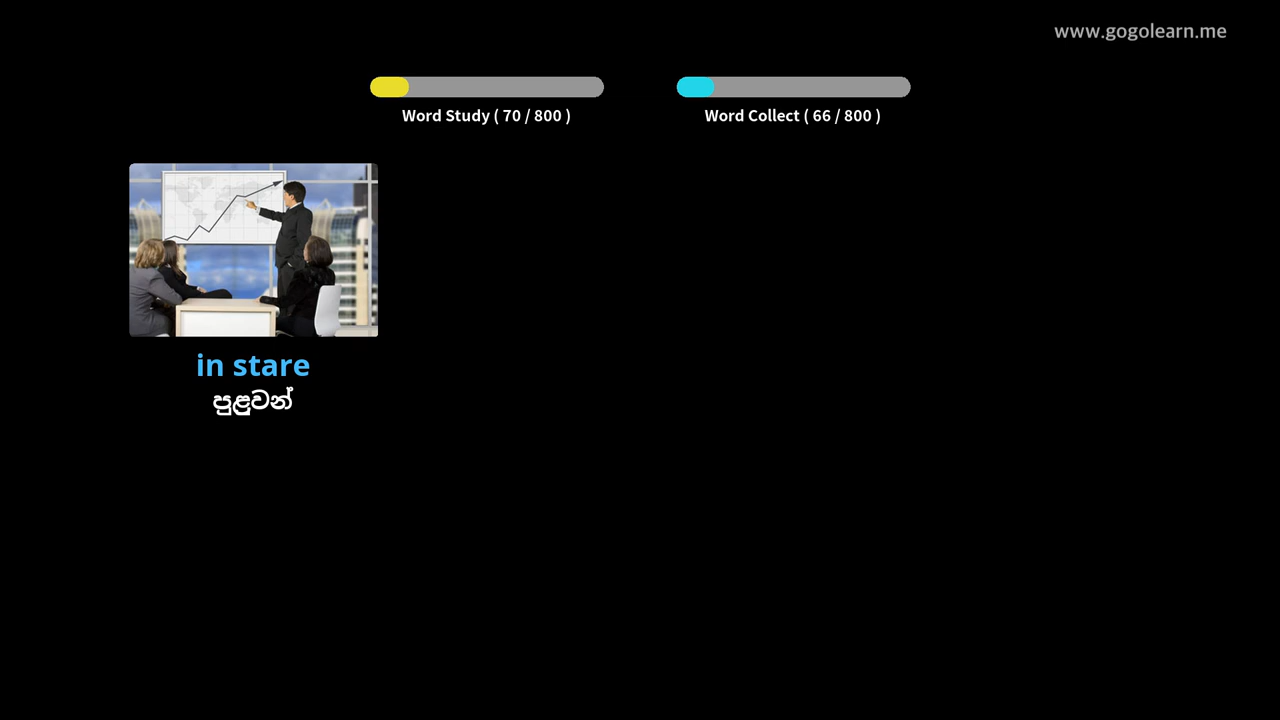 www.gogolearn.me
Word Study ( 70 / 800 )
Word Collect ( 66 / 800 )
in stare
පුළුවන්